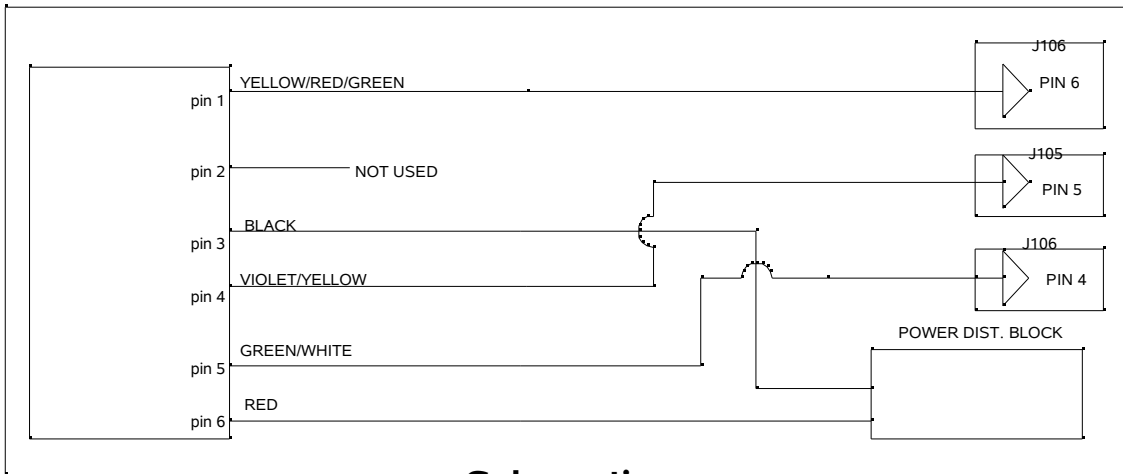 J106
YELLOW/RED/GREEN
pin 1
PIN 6
J105
pin 2
NOT USED
PIN 5
BLACK
pin 3
J106
VIOLET/YELLOW
pin 4
PIN 4
POWER DIST. BLOCK
GREEN/WHITE
pin 5
RED
pin 6